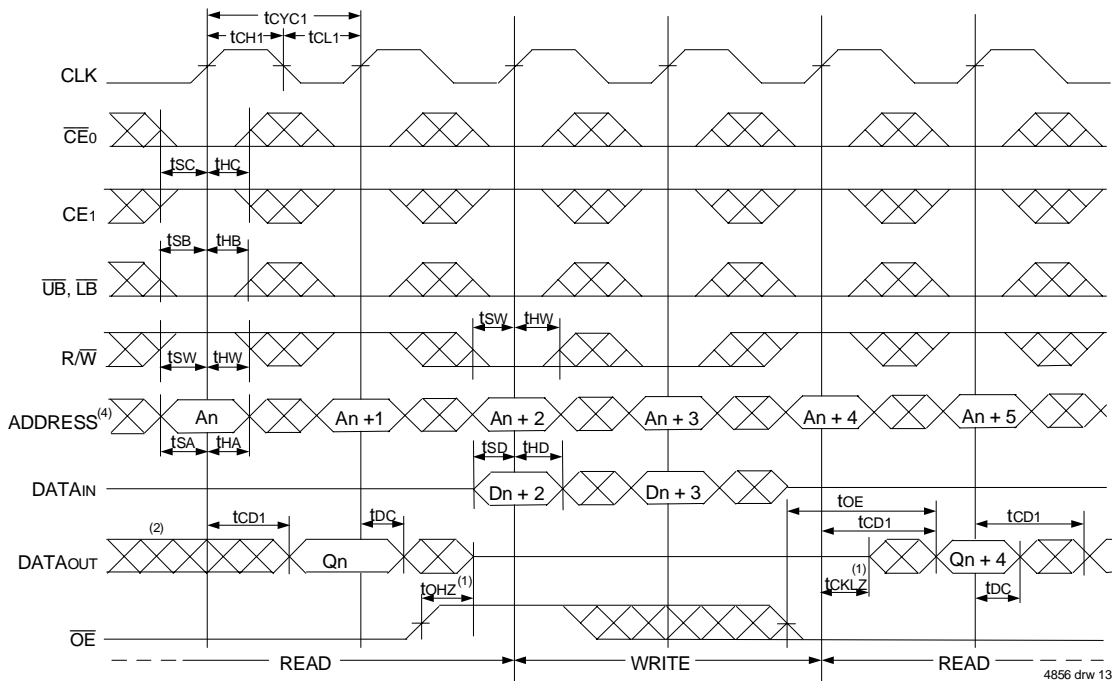 tCYC1
tCH1 tCL1
CLK
CE0
tSC tHC
CE1
tSB tHB
UB, LB
tSW tHW
R/W
tSW tHW
ADDRESS(4) An An +1 An + 2 An + 3 An + 4 An + 5
tSA tHA tSD tHD
DATAIN Dn + 2 Dn + 3
tOE
(2) tCD1 tDC tCD1 tCD1
DATAOUT Qn Qn + 4
tOHZ(1) tCKLZ(1) tDC
OE
READ WRITE READ
4856 drw 13